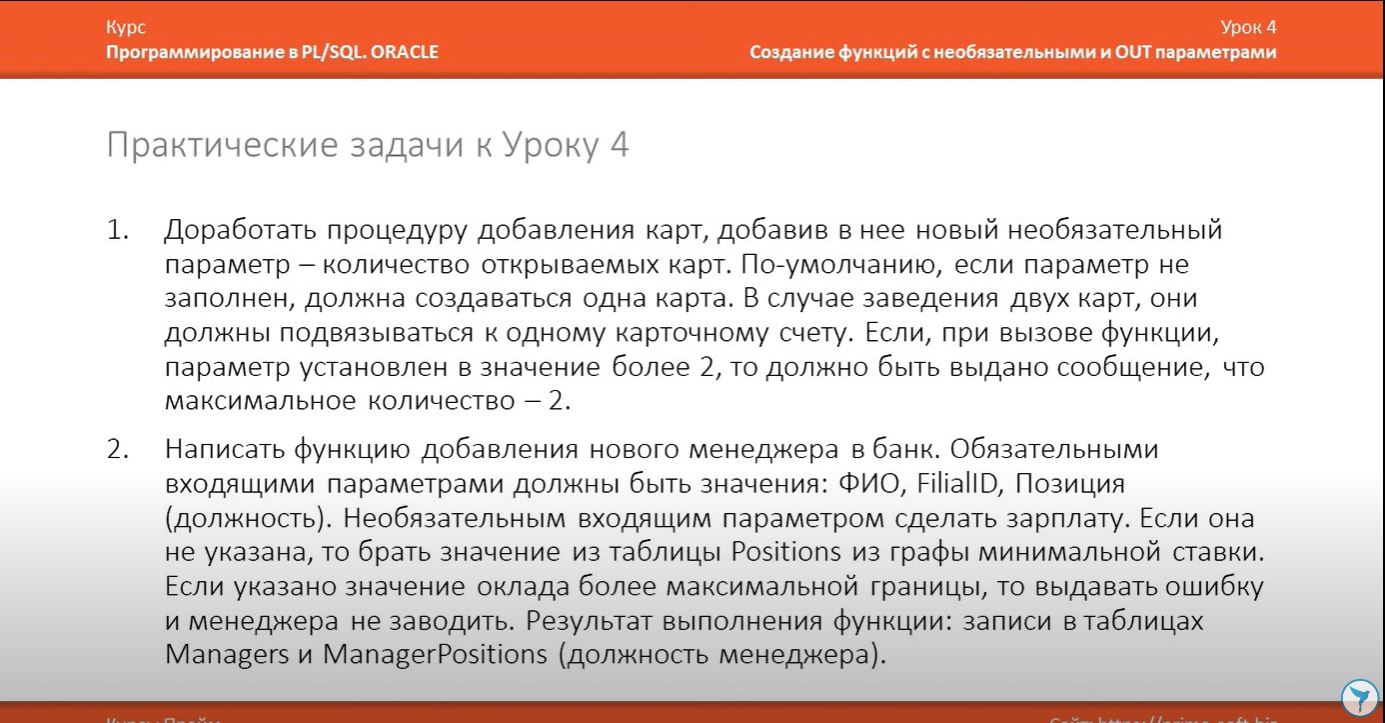 Курс
Урок 4
Программирование в PL/SQL. ORACLE
Создание функций с необязательными и OUT параметрами
Практические задачи к Уроку 4
1. Доработать процедуру добавления карт, добавив в нее новый необязательный
параметр – количество открываемых карт. По-умолчанию, если параметр не
заполнен, должна создаваться одна карта. В случае заведения двух карт, они
должны подвязываться к одному карточному счету. Если, при вызове функции,
параметр установлен в значение более 2, то должно быть выдано сообщение, что
максимальное количество – 2.
2. Написать функцию добавления нового менеджера в банк. Обязательными
входящими параметрами должны быть значения: ФИО, FilialID, Позиция
(должность). Необязательным входящим параметром сделать зарплату. Если она
не указана, то брать значение из таблицы Positions из графы минимальной ставки.
Если указано значение оклада более максимальной границы, то выдавать ошибку
и менеджера не заводить. Результат выполнения функции: записи в таблицах
Managers и ManagerPositions (должность менеджера).